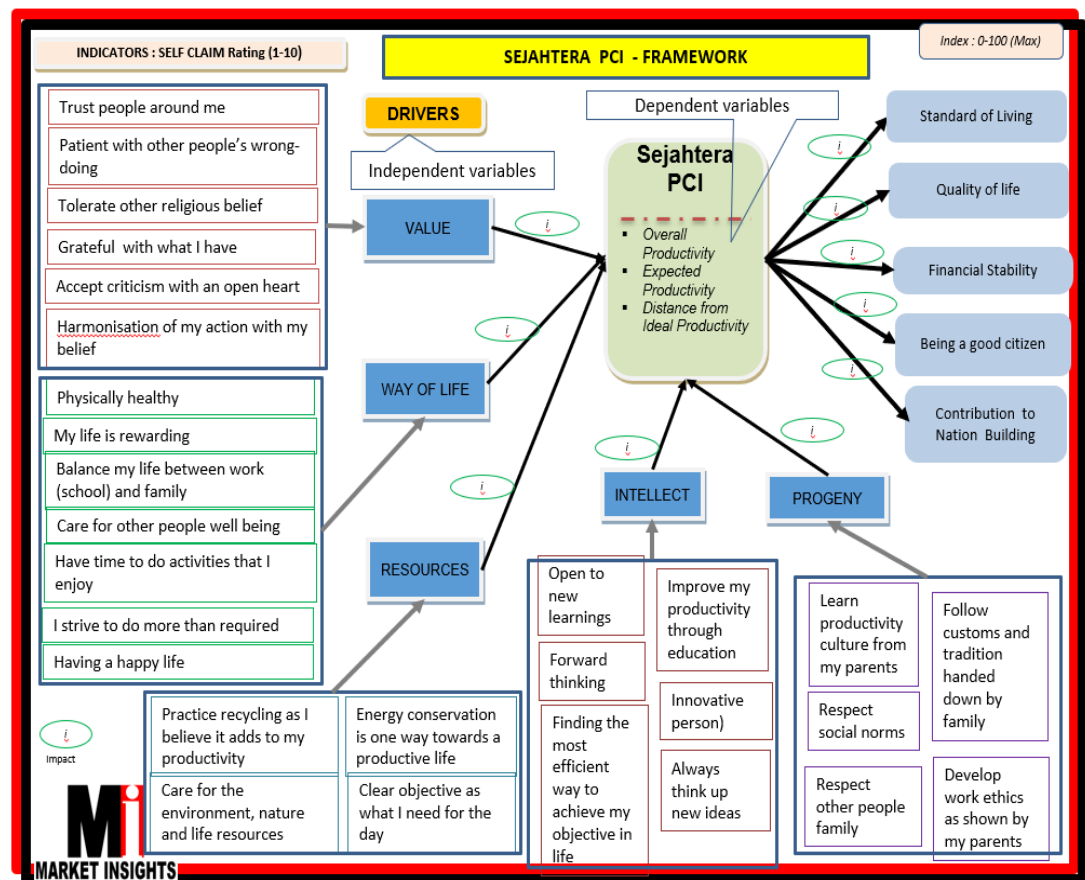 INDICATORS : SELF CLAIM Rating (1-10)
SEJAHTERA PCI - FRAMEWORK
Index : 0-100 (Max)
Trust people around me
Patient with other people's wrong-
doing
Tolerate other religious belief
Grateful with what I have
Accept criticism with an open heart
Harmonisation of my action with my
belief
DRIVERS
Independent variables
Dependent variables
VALUE
i
Sejahtera
PCI
▪ Overall
Productivity
▪ Expected
Productivity
▪ Distance from
Ideal Productivity
i
Standard of Living
i
Quality of life
i
Financial Stability
i
Being a good citizen
i
Contribution to
Nation Building
Physically healthy
My life is rewarding
Balance my life between work
(school) and family
Care for other people well being
Have time to do activities that I
enjoy
I strive to do more than required
Having a happy life
WAY OF LIFE
i
RESOURCES
i
INTELLECT
i
PROGENY
i
Practice recycling as I
believe it adds to my
productivity
Energy conservation
is one way towards a
productive life
Care for the
environment, nature
and life resources
Clear objective as
what I need for the
day
Open to
new
learnings
Improve my
productivity
through
education
Forward
thinking
Innovative
person)
Finding the
most
efficient
way to
achieve my
objective in
life
Always
think up
new ideas
Learn
productivity
culture from
my parents
Follow
customs and
tradition
handed
down by
family
Respect
social norms
Respect
other people
family
Develop
work ethics
as shown by
my parents
i
Impact
Mi
MARKET INSIGHTS